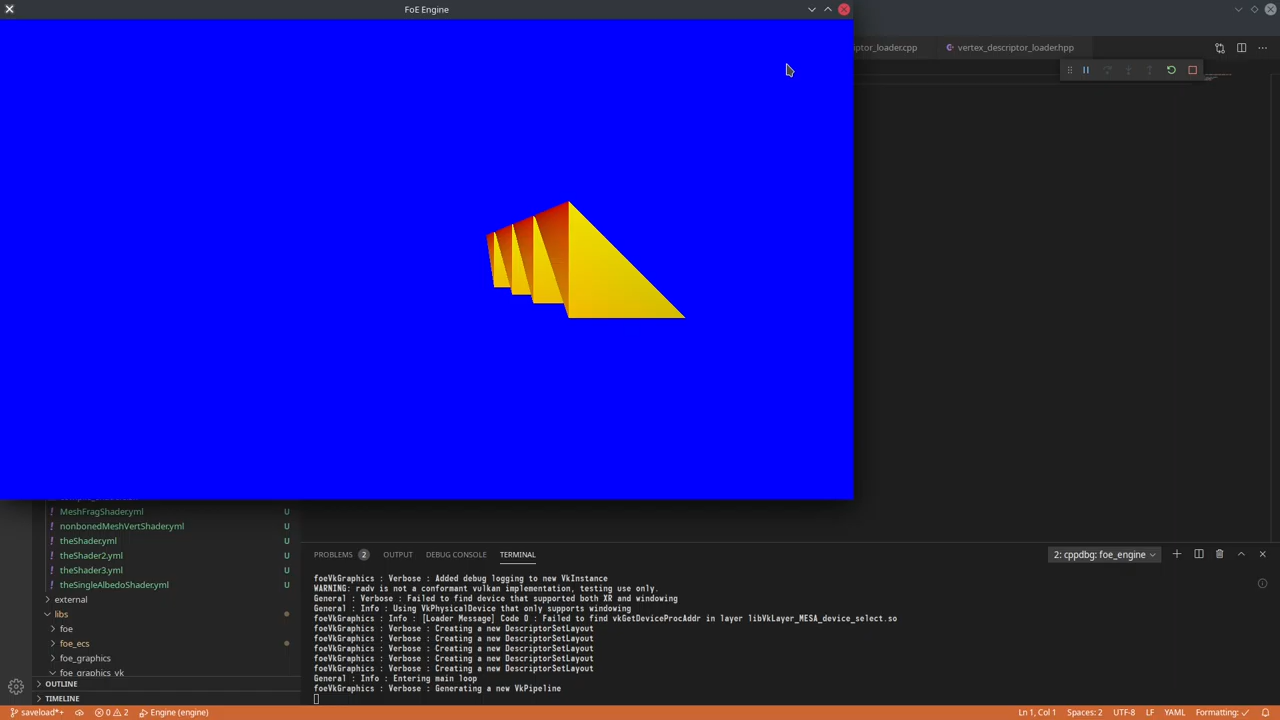 FoE Engine
iptor_loader.cpp
vertex_descriptor_loader.hpp
MeshFragShader.yml U
nonbonedMeshVertShader.yml U
theShader.yml U
theShader2.yml U
theShader3.yml U
theSingleAlbedoShader.yml U
external
libs
foe
foe_ecs
foe_graphics
foe_graphics_vk
OUTLINE
TIMELINE
PROBLEMS 2 OUTPUT DEBUG CONSOLE TERMINAL
2: cppdbg: foe_engine
foeVkGraphics : Verbose : Added debug logging to new VkInstance
WARNING: radv is not a conformant vulkan implementation, testing use only.
General : Verbose : Failed to find device that supported both XR and windowing
General : Info : Using VkPhysicalDevice that only supports windowing
foeVkGraphics : Info : [Loader Message] Code 0 : Failed to find vkGetDeviceProcAddr in layer libVkLayer_MESA_device_select.so
foeVkGraphics : Verbose : Creating a new DescriptorSetLayout
foeVkGraphics : Verbose : Creating a new DescriptorSetLayout
foeVkGraphics : Verbose : Creating a new DescriptorSetLayout
foeVkGraphics : Verbose : Creating a new DescriptorSetLayout
foeVkGraphics : Verbose : Creating a new DescriptorSetLayout
General : Info : Entering main loop
foeVkGraphics : Verbose : Generating a new VkPipeline
saveload*+ 0 2 Engine (engine)
Ln 1, Col 1 Spaces: 2 UTF-8 LF YAML Formatting: ✓